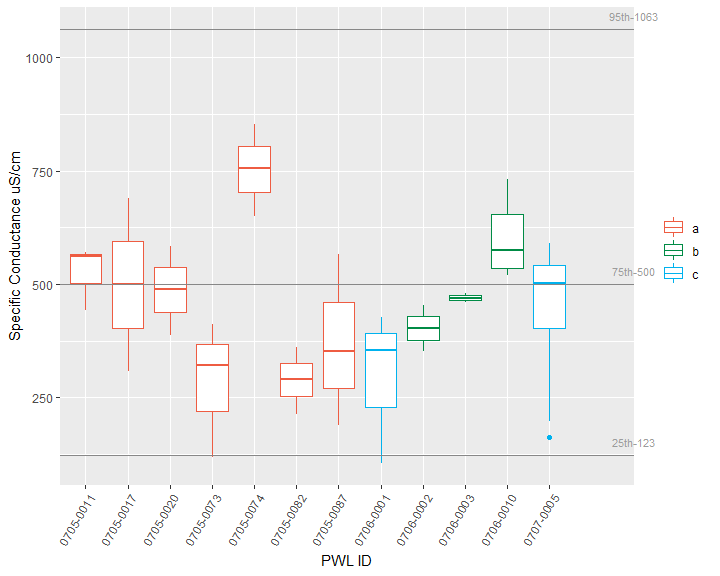 95th-1063
1000
750
500
250
75th-500
25th-123
Specific Conductance uS/cm
a
b
c
0705-0011
0705-0017
0705-0020
0705-0073
0705-0074
0705-0082
0705-0087
0706-0001
0706-0002
0706-0003
0706-0010
0707-0005
PWL ID